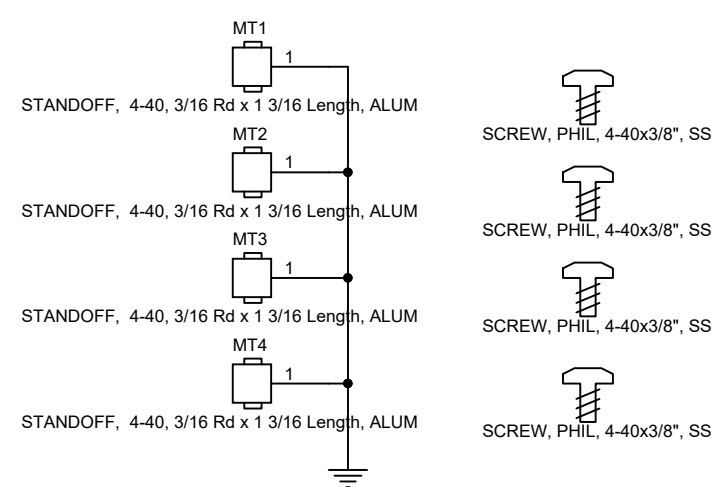 MT1
1
STANDOFF, 4-40, 3/16 Rd x 1 3/16 Length, ALUM
SCREW, PHIL, 4-40x3/8", SS
MT2
1
STANDOFF, 4-40, 3/16 Rd x 1 3/16 Length, ALUM
SCREW, PHIL, 4-40x3/8", SS
MT3
1
STANDOFF, 4-40, 3/16 Rd x 1 3/16 Length, ALUM
SCREW, PHIL, 4-40x3/8", SS
MT4
1
STANDOFF, 4-40, 3/16 Rd x 1 3/16 Length, ALUM
SCREW, PHIL, 4-40x3/8", SS